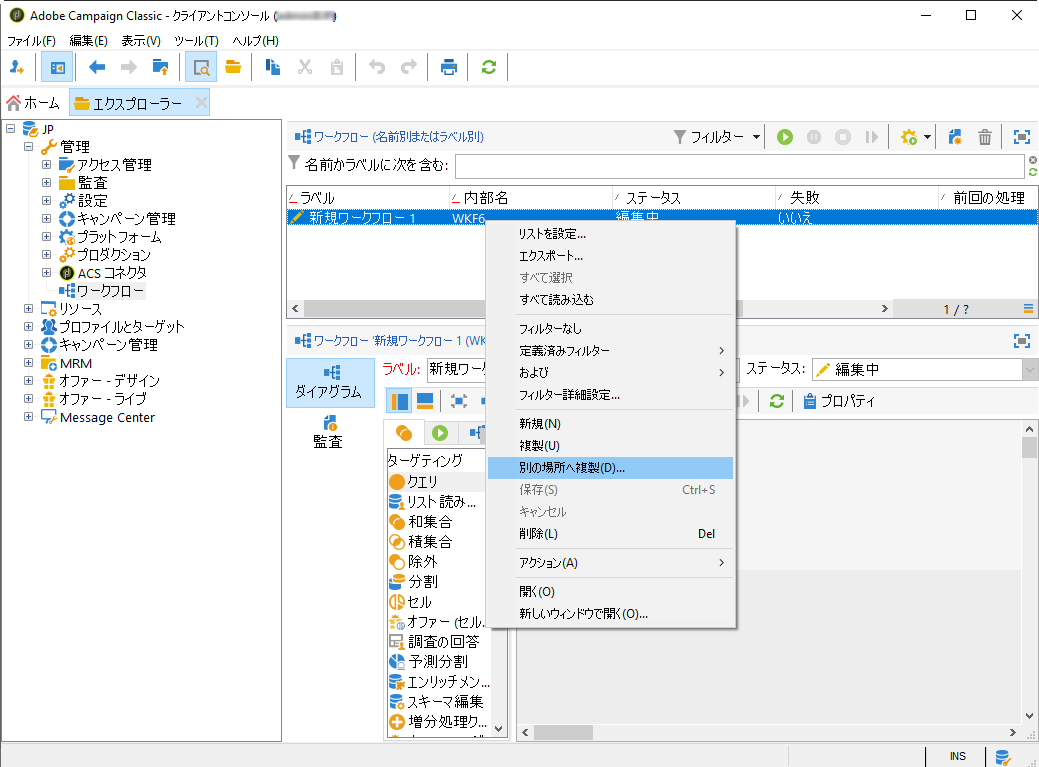 Adobe Campaign Classic - クライアントコンソール (
ファイル(F) 編集(E) 表示(V) ツール(T) ヘルプ(H)
ホーム エクスプローラー
JP
管理
アクセス管理
監査
設定
キャンペーン管理
プラットフォーム
プロダクション
ACS コネクタ
ワークフロー
リソース
プロファイルとターゲット
キャンペーン管理
MRM
オファー - デザイン
オファー - ライブ
Message Center
ワークフロー (名前別またはラベル別) フィルター
名前かラベルに次を含む:
ラベル 内部名 ステータス 失敗 前回の処理
新規ワークフロー 1 WKF6 編集中 いいえ
1 / ?
ワークフロー '新規ワークフロー 1 (WK
ダイアグラム
監査
ラベル: 新規ワーク ステータス: 編集中
プロパティ
ターゲティング
クエリ
リスト 読み...
和集合
積集合
除外
分割
セル
オファー (セル.
調査の回答
予測分割
エンリッチメン...
スキーマ編集
増分処理ク...
リストを設定...
エクスポート...
すべて選択
すべて読み込む
フィルターなし
定義済みフィルター
および
フィルター詳細設定...
新規(N)
複製(U)
別の場所へ複製(D)...
保存(S) Ctrl+S
キャンセル
削除(L) Del
アクション(A)
開く(O)
新しいウィンドウで開く(O)...
INS